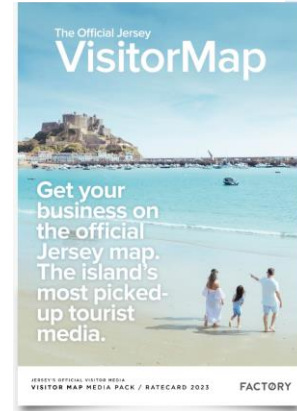 The Official Jersey
VisitorMap
Get your
business on
the official
Jersey map.
The island's
most picked-
up tourist
media.
JERSEY'S OFFICIAL VISITOR MEDIA
VISITOR MAP MEDIA PACK / RATECARD 2023
FACTORY